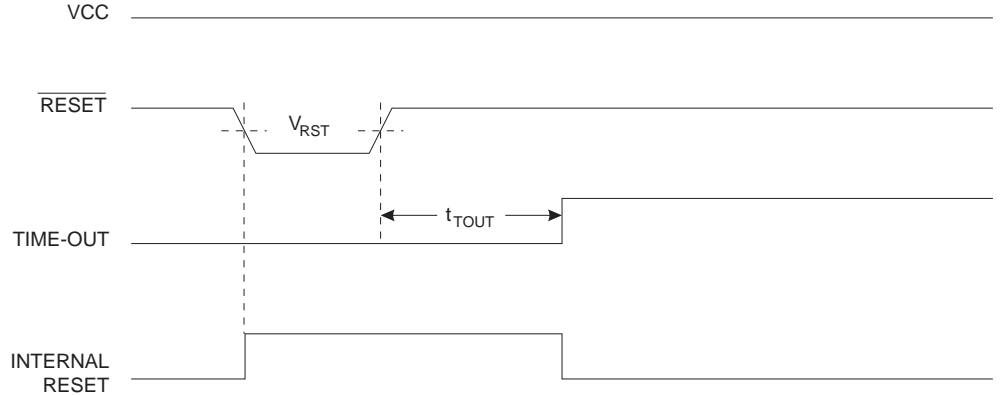 VCC
RESET
VRST
tTOUT
TIME-OUT
INTERNAL
RESET